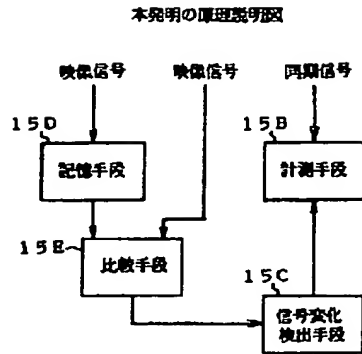 本発明の原理説明図
映像信号 映像信号 同期信号
15D 15B
記憶手段 計測手段
15E
比較手段
15C
信号変化
検出手段